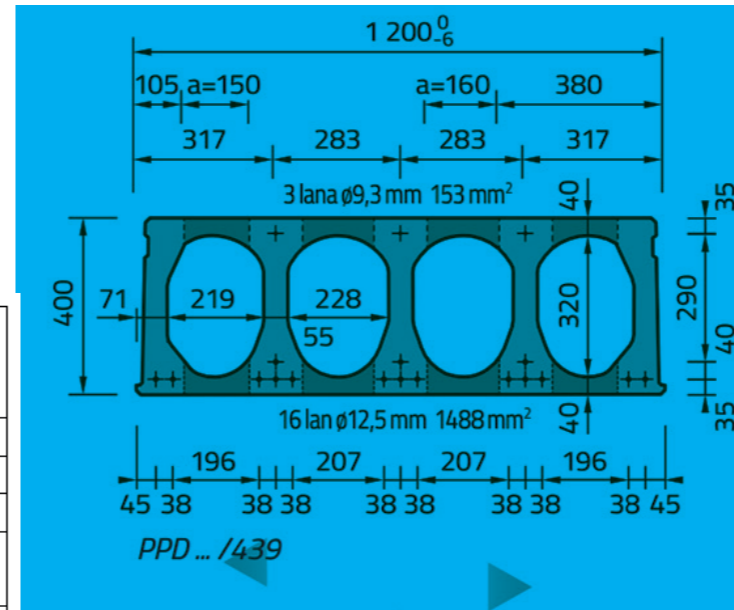 1 200 0 -6
105 a=150 a=160 380
317 283 283 317
3 lana ø9,3 mm 153 mm²
40 35
400 71 219 228 55 320 290
40
16 lan ø12,5 mm 1488 mm²
40 35
196 207 207 196
45 38 38 38 38 38 38 38 38 45
PPD ... /439